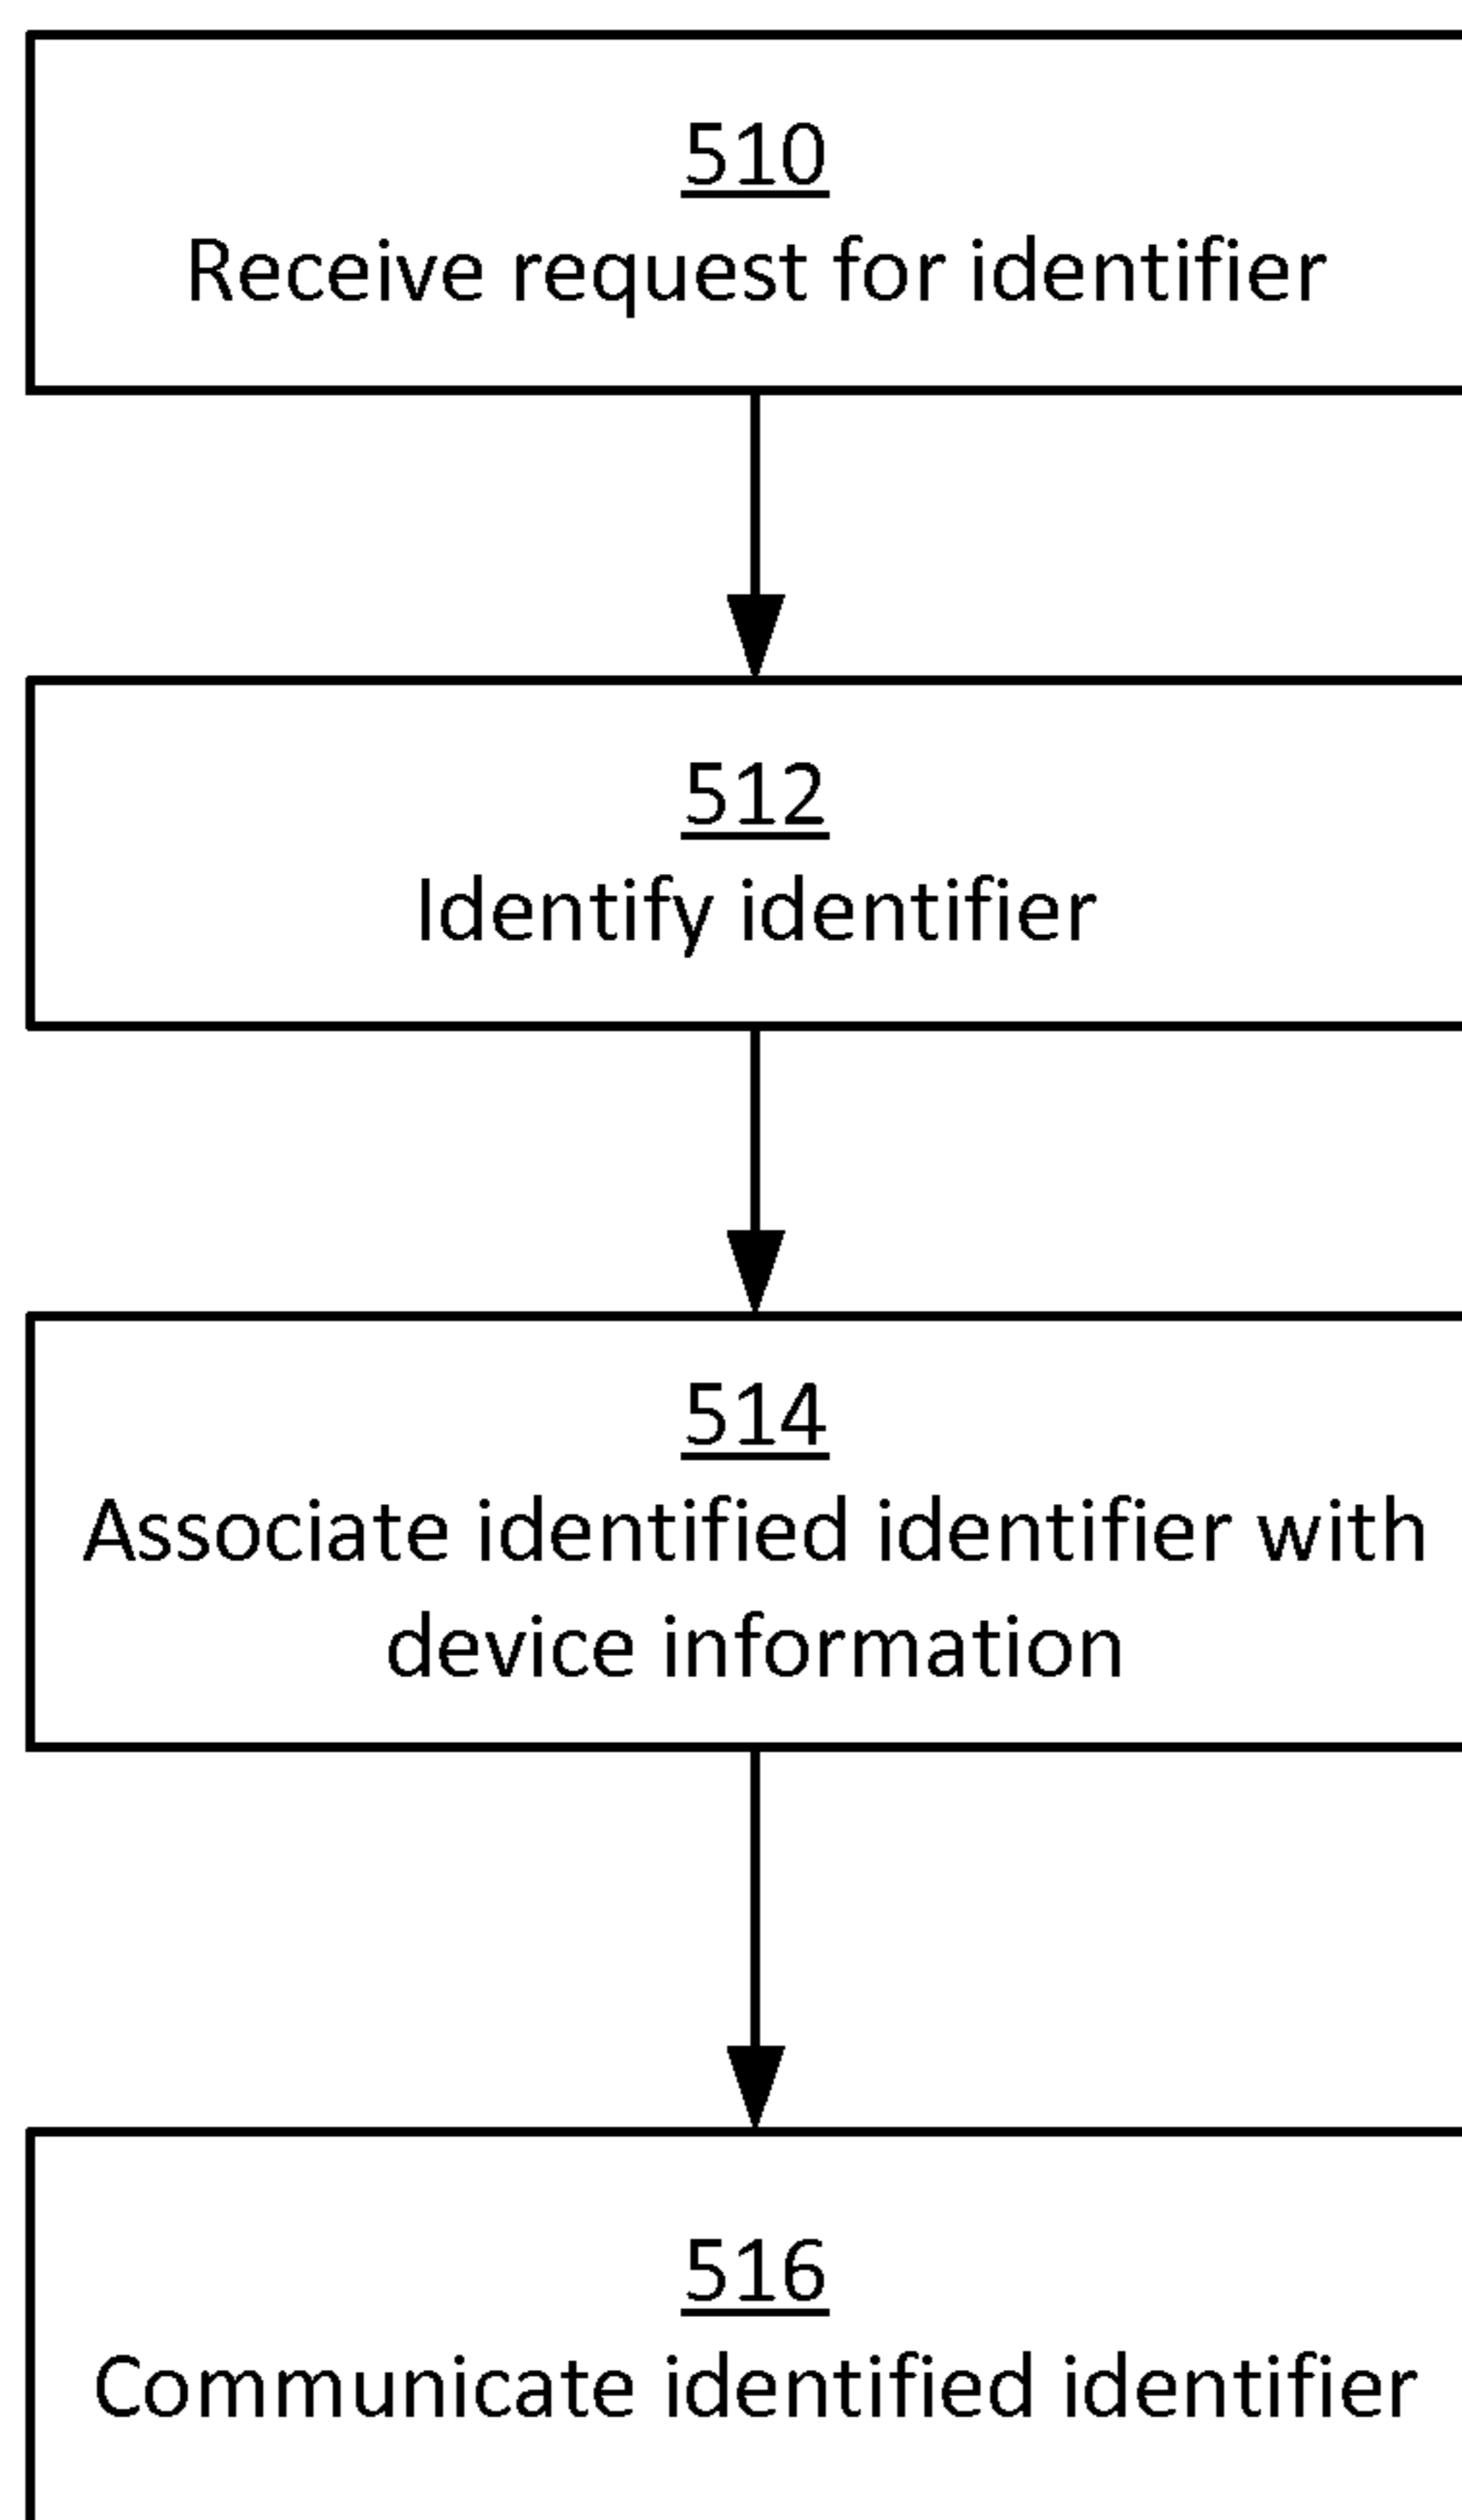 510
Receive request for identifier
512
Identify identifier
514
Associate identified identifier with
device information
516
Communicate identified identifier